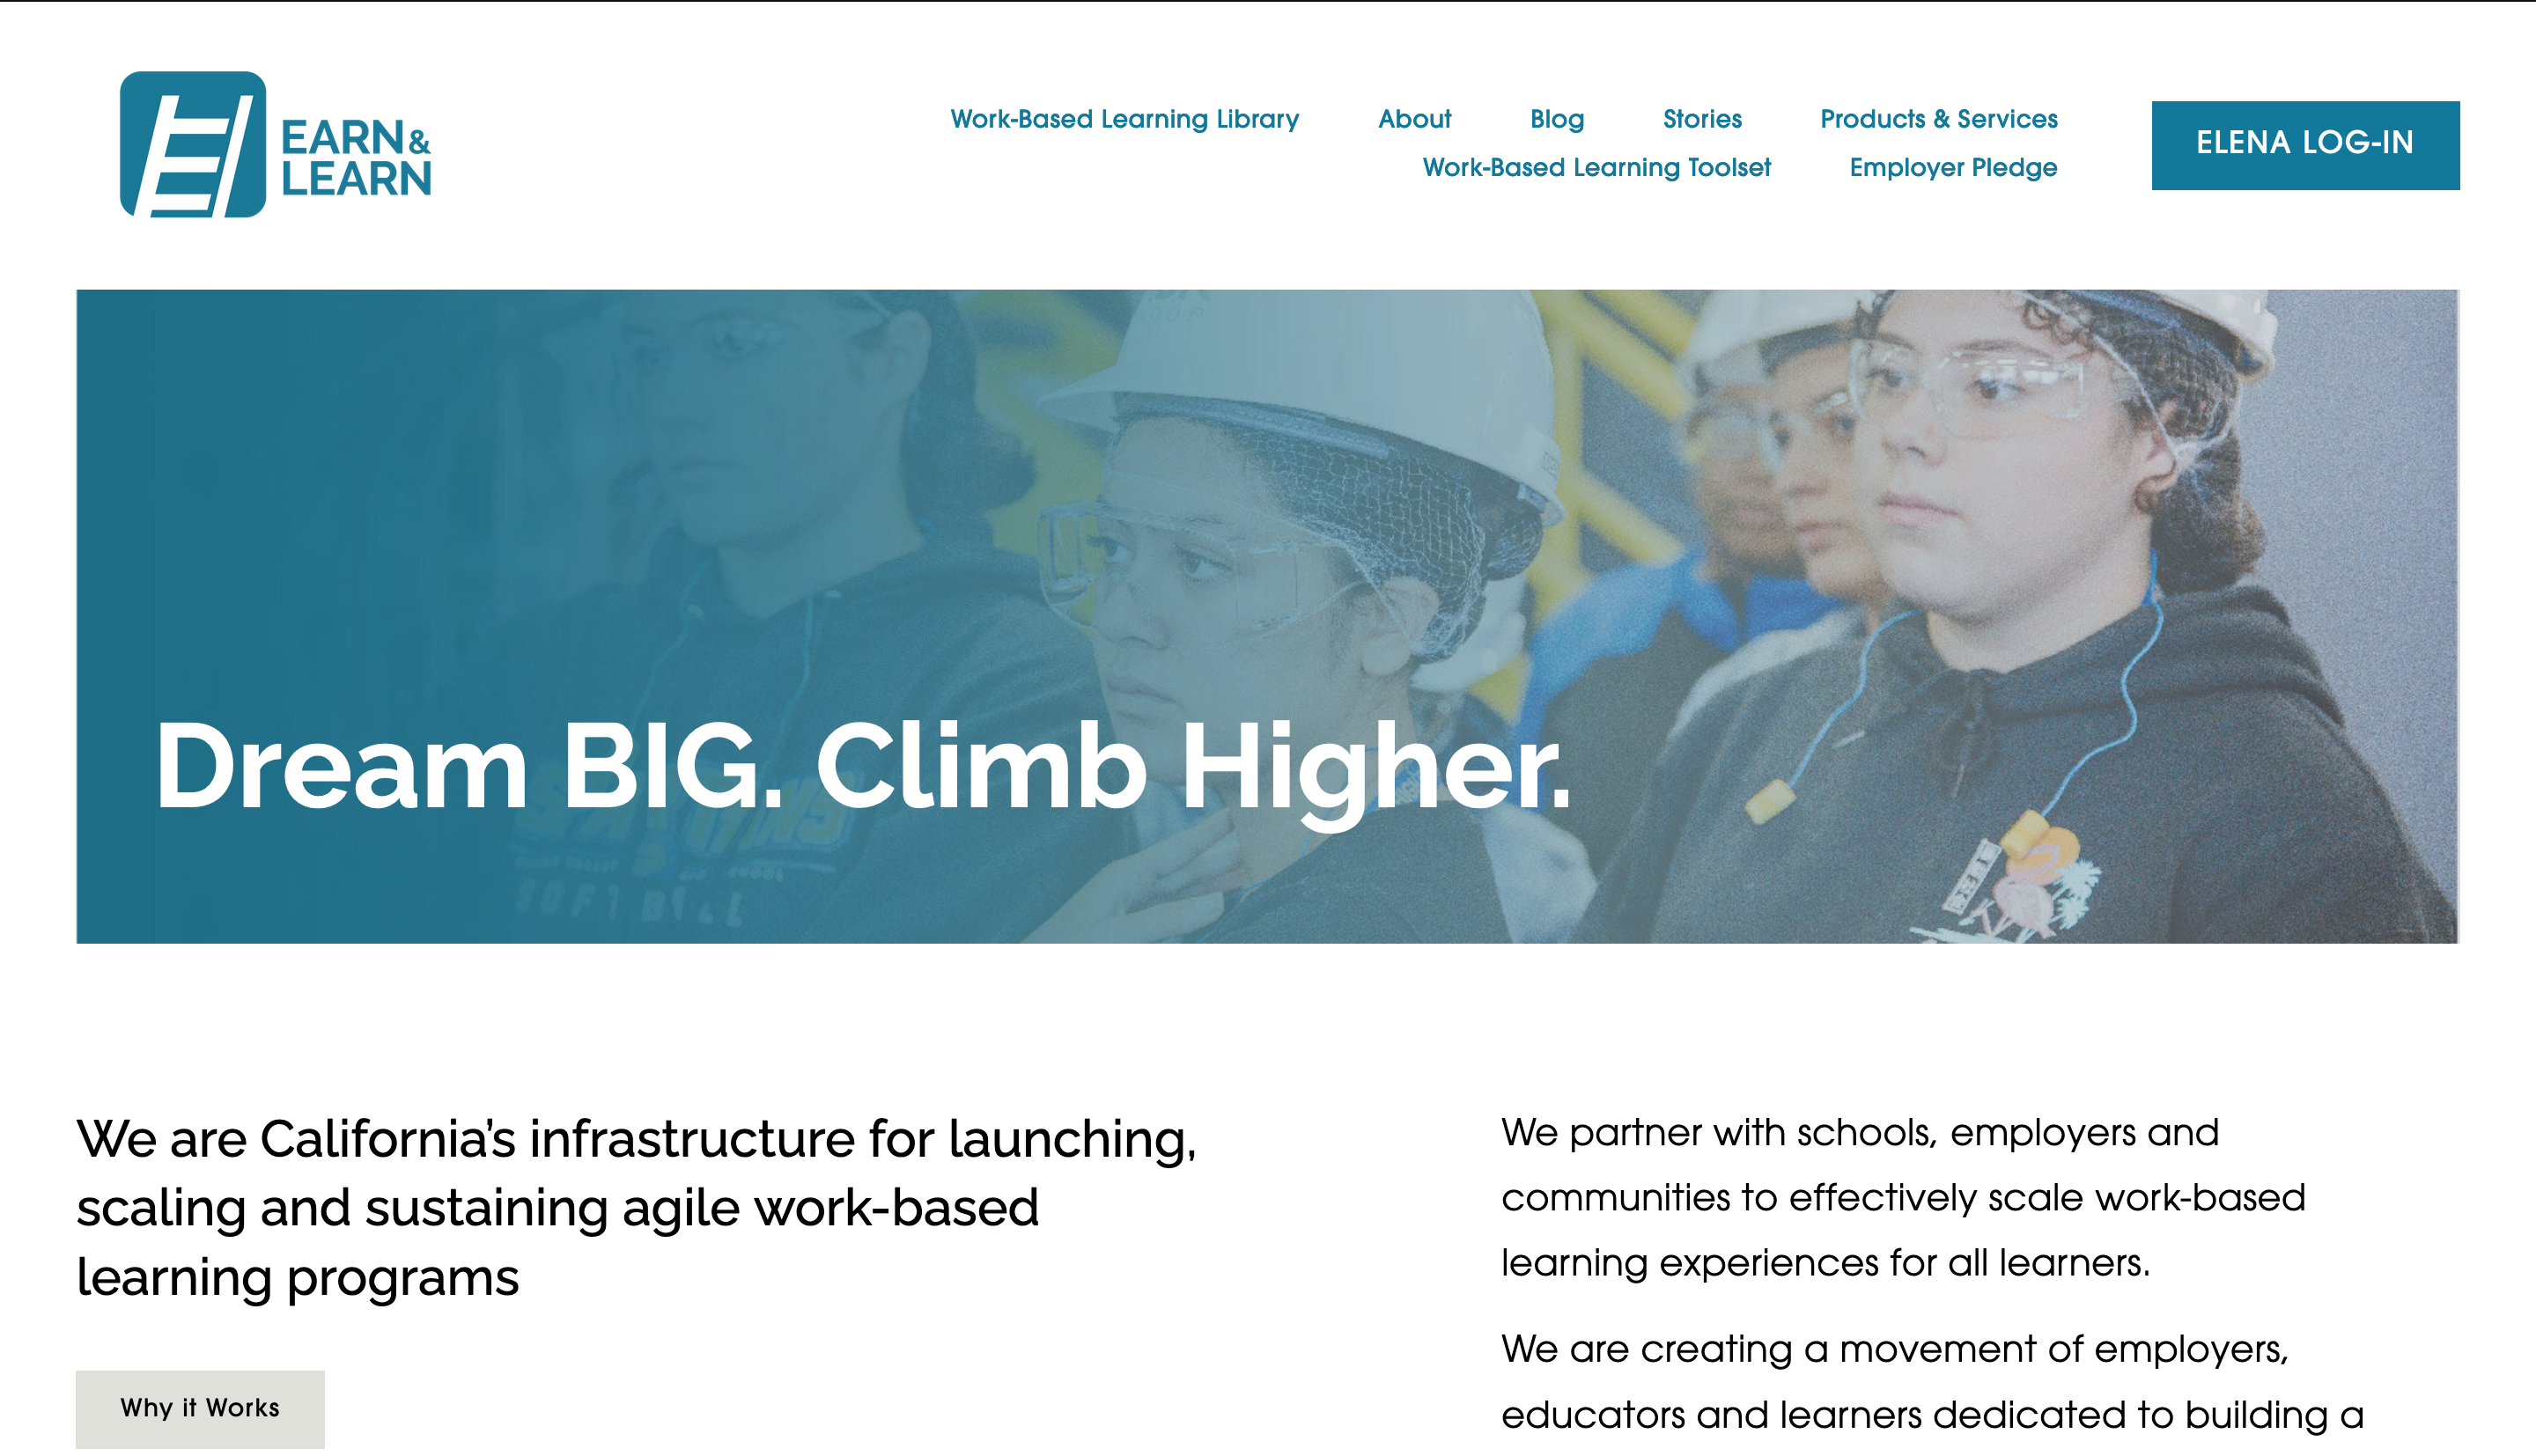 EARN &
LEARN
Work-Based Learning Library About Blog Stories Products & Services
Work-Based Learning Toolset Employer Pledge
ELENA LOG-IN
Dream BIG. Climb Higher.
SOFTBALL
We are California’s infrastructure for launching,
scaling and sustaining agile work-based
learning programs
Why it Works
We partner with schools, employers and
communities to effectively scale work-based
learning experiences for all learners.
We are creating a movement of employers,
educators and learners dedicated to building a